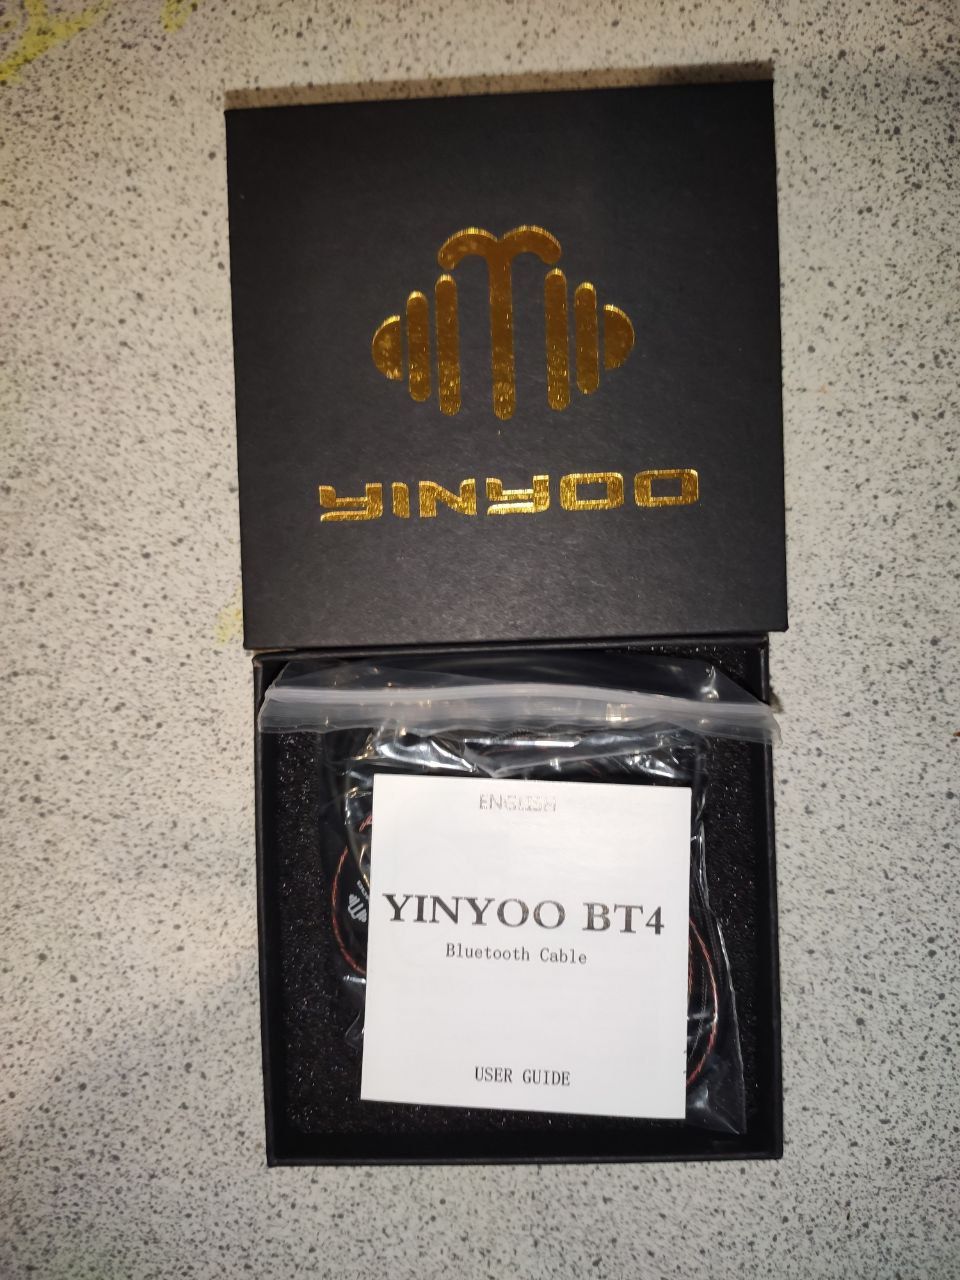 YINYOO
ENGLISH
YINYOO BT4
Bluetooth Cable
USER GUIDE